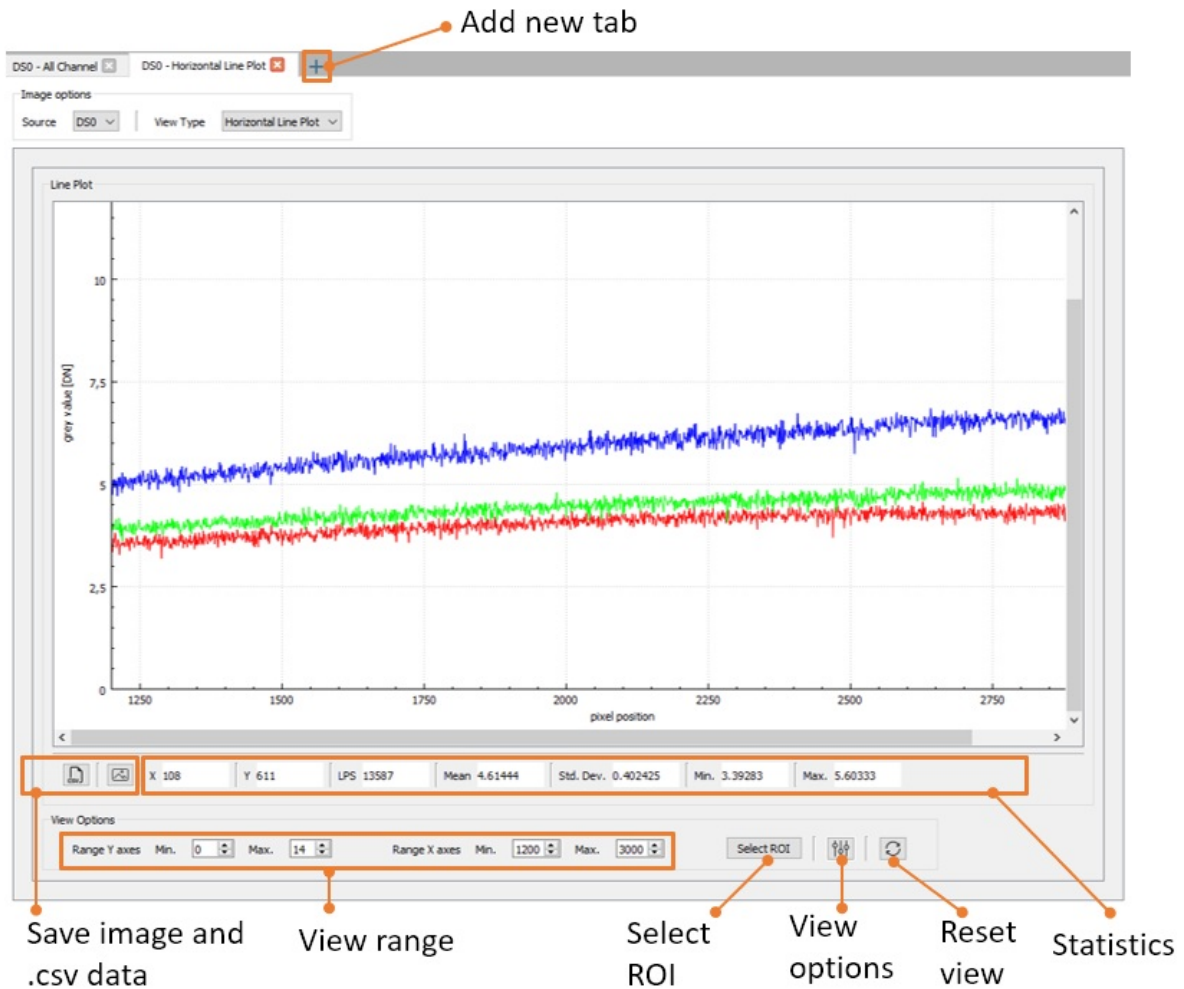 Add new tab
DS0 - All Channel
DS0 - Horizontal Line Plot
Image options
Source DS0 View Type Horizontal Line Plot
Line Plot
10
7,5
5
2,5
0
grey value [DN]
1250 1500 1750 2000 2250 2500 2750
pixel position
X 108 Y 611 LPS 13587 Mean 4.61444 Std. Dev. 0.402425 Min. 3.39283 Max. 5.60333
View Options
Range Y axes Min. 0 Max. 14 Range X axes Min. 1200 Max. 3000 Select ROI
Save image and
.csv data
View range
Select
ROI
View
options
Reset
view
Statistics